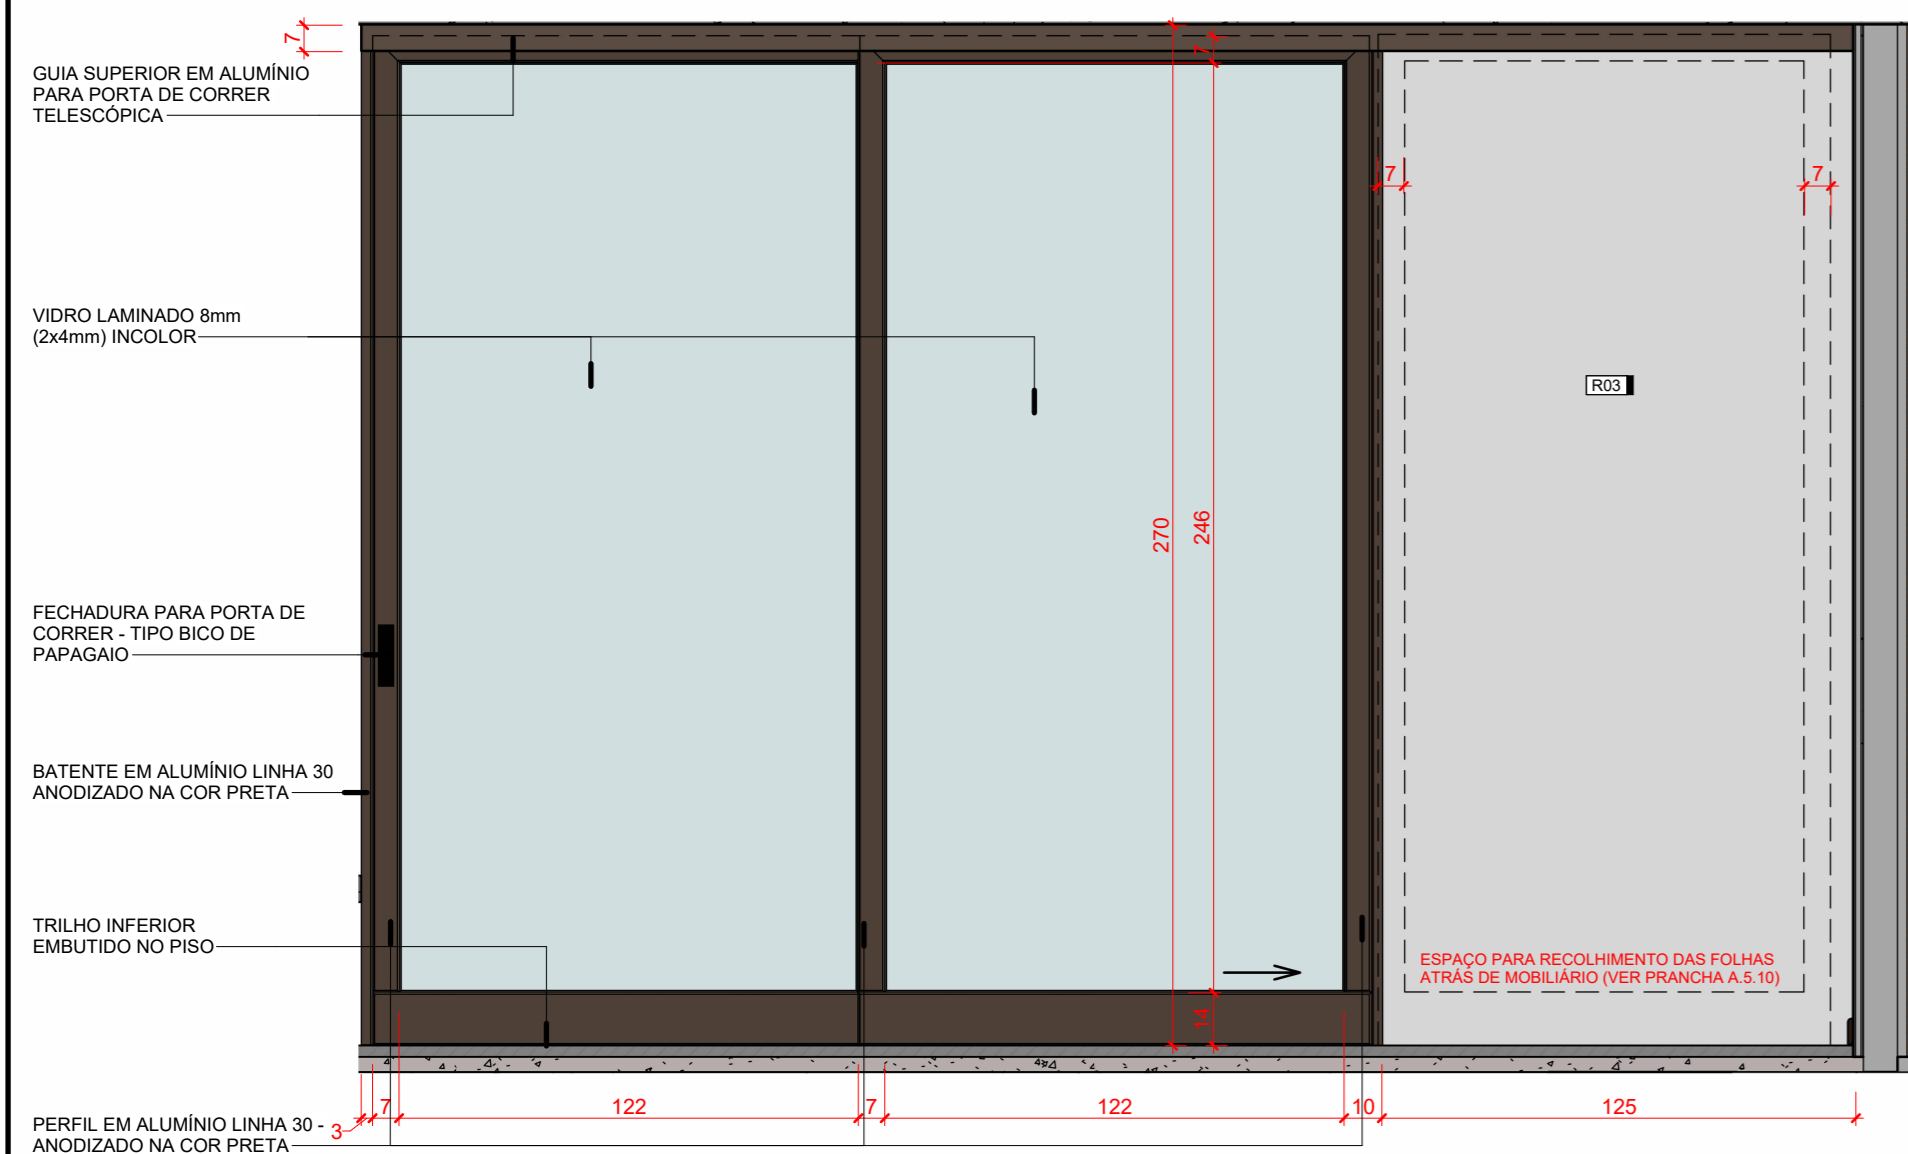 7
GUIA SUPERIOR EM ALUMÍNIO
PARA PORTA DE CORRER
TELESCÓPICA
7
7
7
VIDRO LAMINADO 8mm
(2x4mm) INCOLOR
R03
270
246
FECHADURA PARA PORTA DE
CORRER - TIPO BICO DE
PAPAGAIO
BATENTE EM ALUMÍNIO LINHA 30
ANODIZADO NA COR PRETA
TRILHO INFERIOR
EMBUTIDO NO PISO
ESPAÇO PARA RECOLHIMENTO DAS FOLHAS
ATRÁS DE MOBILIÁRIO (VER PRANCHA A.5.10)
14
3
7
122
7
122
10
125
PERFIL EM ALUMÍNIO LINHA 30 -
ANODIZADO NA COR PRETA